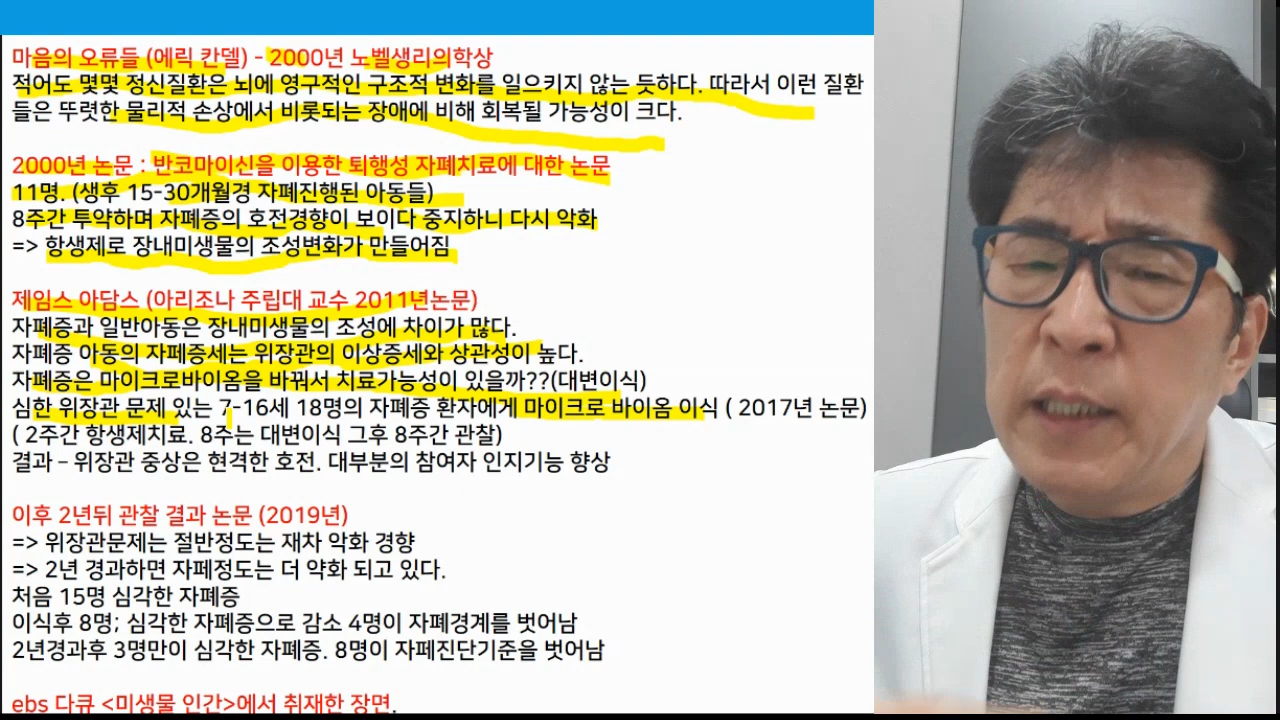 마음의 오류들 (에릭 칸델) - 2000년 노벨생리의학상
적어도 몇몇 정신질환은 뇌에 영구적인 구조적 변화를 일으키지 않는 듯하다. 따라서 이런 질환
들은 뚜렷한 물리적 손상에서 비롯되는 장애에 비해 회복될 가능성이 크다.
2000년 논문 : 반코마이신을 이용한 퇴행성 자폐치료에 대한 논문
11명. (생후 15-30개월경 자폐진행된 아동들)
8주간 투약하며 자폐증의 호전경향이 보이다 중지하니 다시 악화
=> 항생제로 장내미생물의 조성변화가 만들어짐
제임스 아담스 (아리조나 주립대 교수 2011년논문)
자폐증과 일반아동은 장내미생물의 조성에 차이가 많다.
자폐증 아동의 자페증세는 위장관의 이상증세와 상관성이 높다.
자폐증은 마이크로바이옴을 바꿔서 치료가능성이 있을까??(대변이식)
심한 위장관 문제 있는 7-16세 18명의 자폐증 환자에게 마이크로 바이옴 이식 ( 2017년 논문)
( 2주간 항생제치료. 8주는 대변이식 그후 8주간 관찰)
결과 – 위장관 중상은 현격한 호전. 대부분의 참여자 인지기능 향상
이후 2년뒤 관찰 결과 논문 (2019년)
=> 위장관문제는 절반정도는 재차 악화 경향
=> 2년 경과하면 자페정도는 더 약화 되고 있다.
처음 15명 심각한 자폐증
이식후 8명; 심각한 자폐증으로 감소 4명이 자폐경계를 벗어남
2년경과후 3명만이 심각한 자폐증. 8명이 자페진단기준을 벗어남
ebs 다큐 <미생물 인간>에서 취재한 장면.